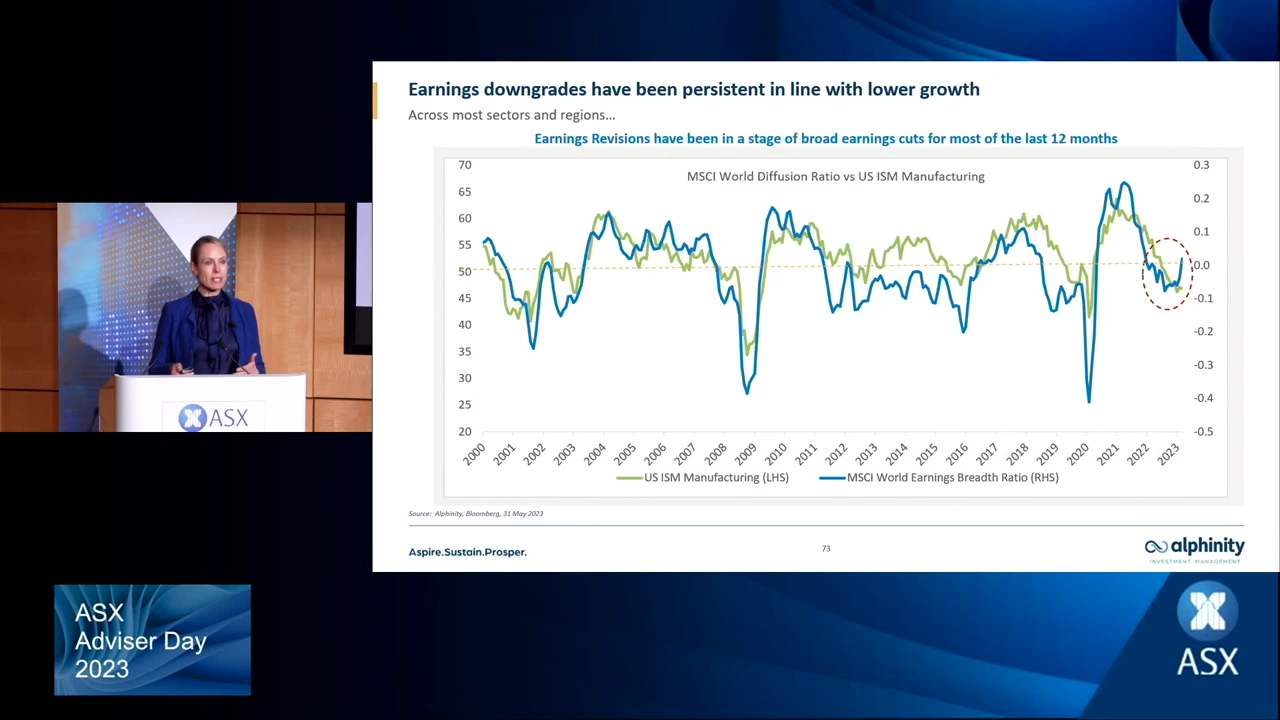 Earnings downgrades have been persistent in line with lower growth
Across most sectors and regions...
Earnings Revisions have been in a stage of broad earnings cuts for most of the last 12 months
MSCI World Diffusion Ratio vs US ISM Manufacturing
70
65
60
55
50
45
40
35
30
25
20
0.3
0.2
0.1
0.0
-0.1
-0.2
-0.3
-0.4
-0.5
2000 2001 2002 2003 2004 2005 2006 2007 2008 2009 2010 2011 2012 2013 2014 2015 2016 2017 2018 2019 2020 2021 2022 2023
US ISM Manufacturing (LHS) MSCI World Earnings Breadth Ratio (RHS)
Source: Alphinity, Bloomberg, 31 May 2023
Aspire.Sustain.Prosper.
73
alphinity
INVESTMENT MANAGEMENT
ASX
ASX
Adviser Day
2023
ASX